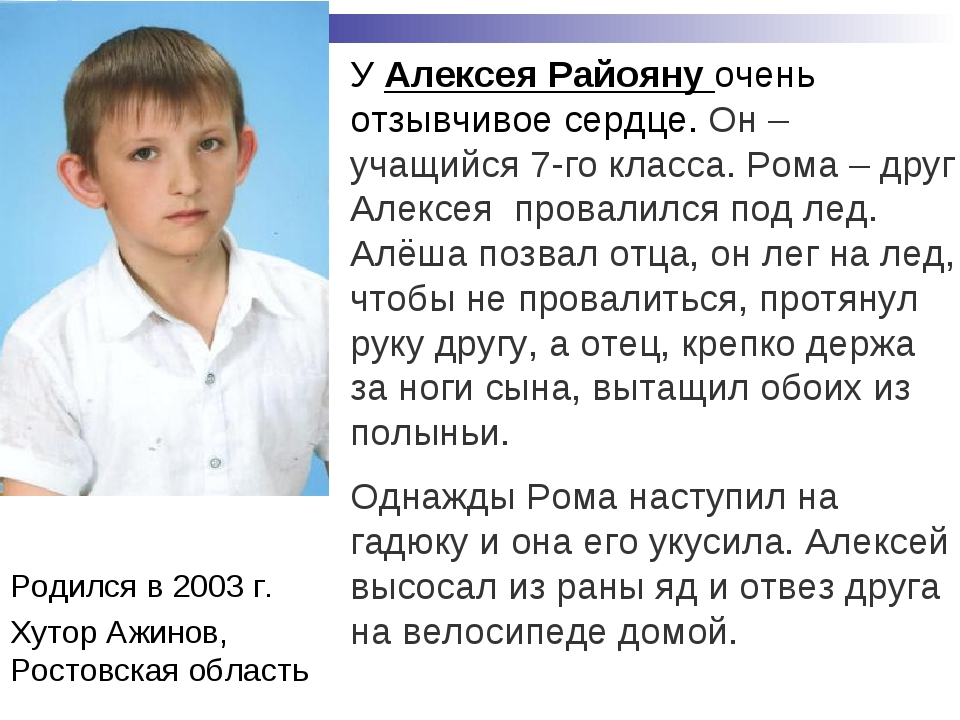 У Алексея Райояну очень
отзывчивое сердце. Он –
учащийся 7-го класса. Рома – друг
Алексея провалился под лед.
Алёша позвал отца, он лег на лед,
чтобы не провалиться, протянул
руку другу, а отец, крепко держа
за ноги сына, вытащил обоих из
полыньи.
Однажды Рома наступил на
гадюку и она его укусила. Алексей
высосал из раны яд и отвез друга
на велосипеде домой.
Родился в 2003 г.
Хутор Ажинов,
Ростовская область